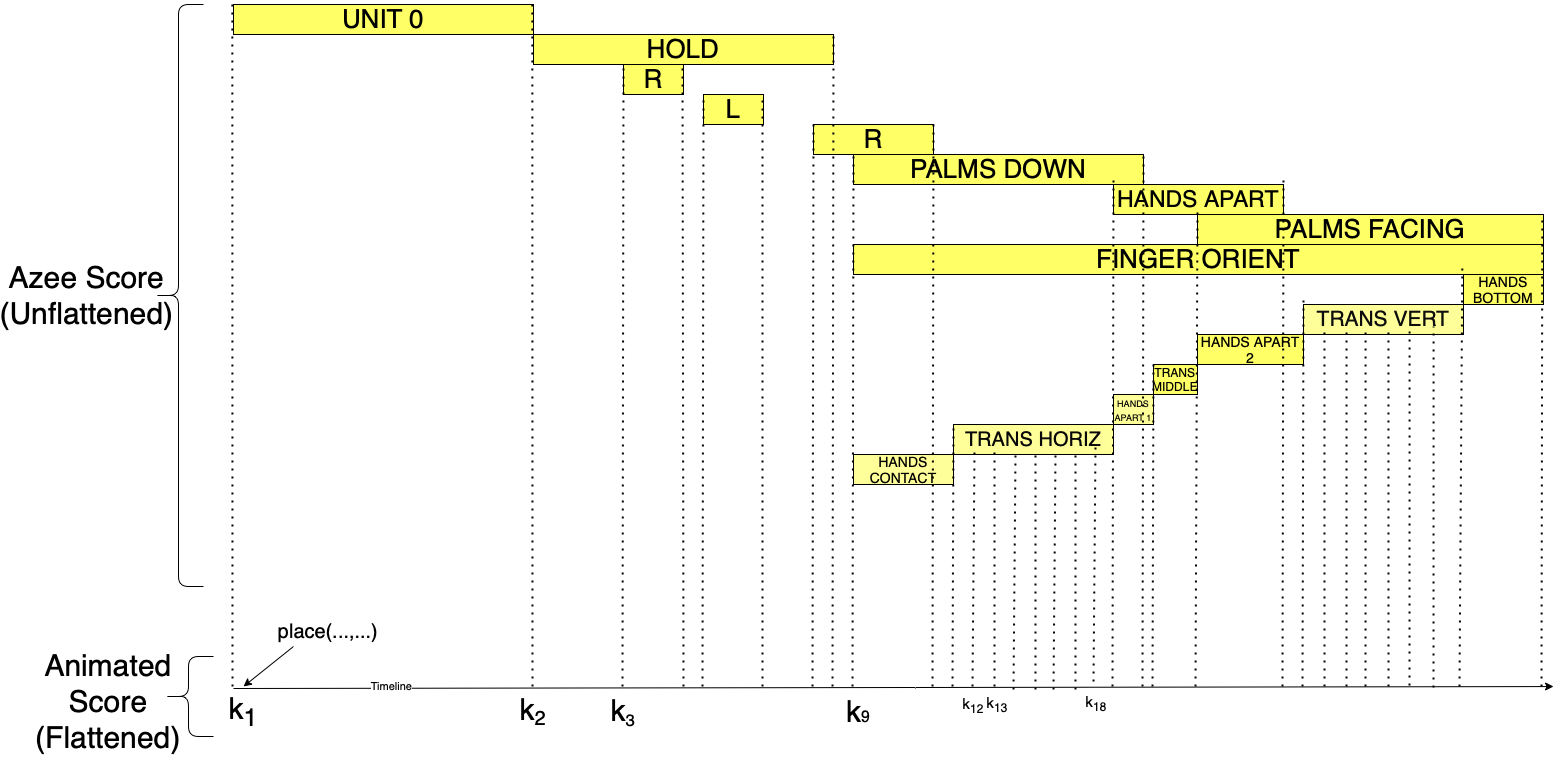 UNIT 0
HOLD
R
L
R
PALMS DOWN
HANDS APART
PALMS FACING
FINGER ORIENT
HANDS
BOTTOM
TRANS VERT
HANDS APART
2
TRANS
MIDDLE
HANDS
APART 1
TRANS HORIZ
HANDS
CONTACT
Azee Score
(Unflattened)
place(...,...)
Animated
Score
(Flattened)
Timeline
k1
k2
k3
k9
k12
k13
k18